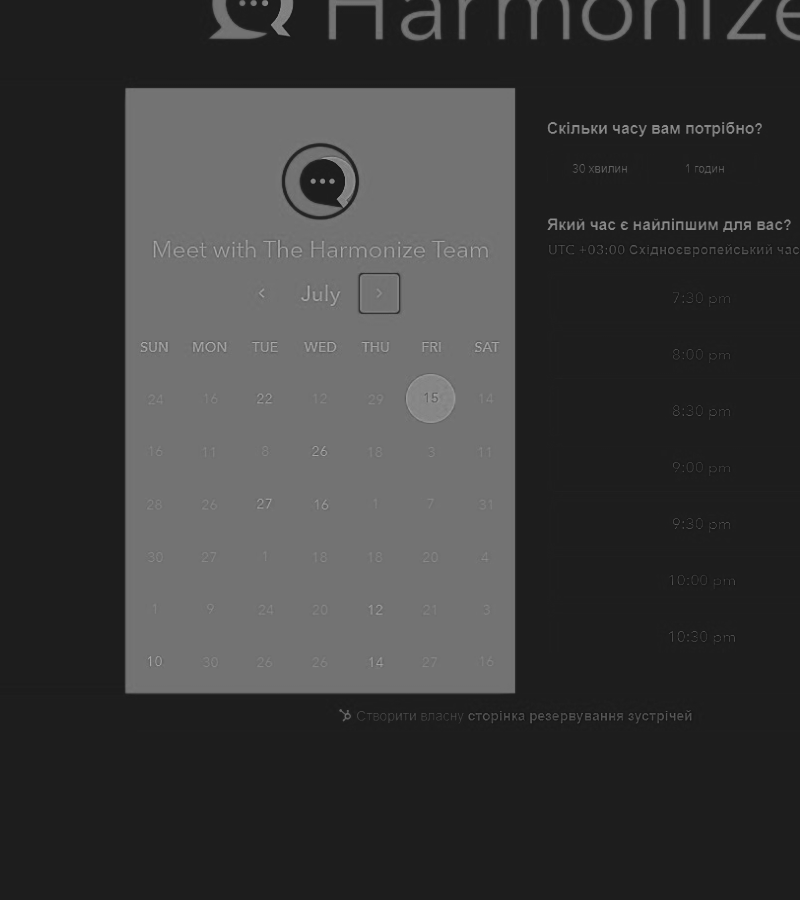 Harmonize
Meet with The Harmonize Team
July
SUN MON TUE WED THU FRI SAT
24 16 22 12 29 15 14
16 11 8 26 18 3 11
28 26 27 16 1 7 31
30 27 1 18 18 20 4
1 9 24 20 12 21 3
10 30 26 26 14 27 16
Скільки часу вам потрібно?
30 хвилин 1 годин
Який час є найліпшим для вас?
UTC +03:00 Східноєвропейський час
7:30 pm
8:00 pm
8:30 pm
9:00 pm
9:30 pm
10:00 pm
10:30 pm
Створити власну сторінка резервування зустрічей